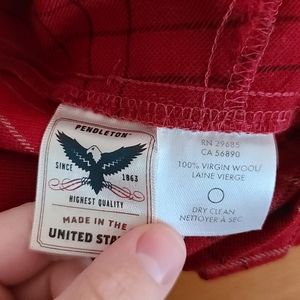 PENDLETON
SINCE 1863
HIGHEST QUALITY
MADE IN THE
UNITED
RN 29685
CA 56890
100% VIRGIN WOOL/
LAINE VIERGE
DRY CLEAN
NETTOYER A SEC